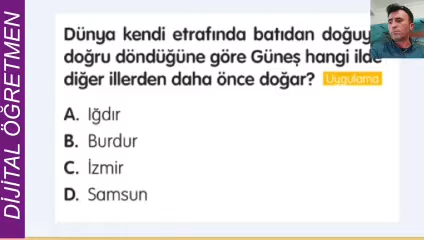 DİJİTAL ÖĞRETMEN
Dünya kendi etrafında batıdan doğuy
doğru döndüğüne göre Güneş hangi ilde
diğer illerden daha önce doğar? Uygulama
A. Iğdır
B. Burdur
C. İzmir
D. Samsun